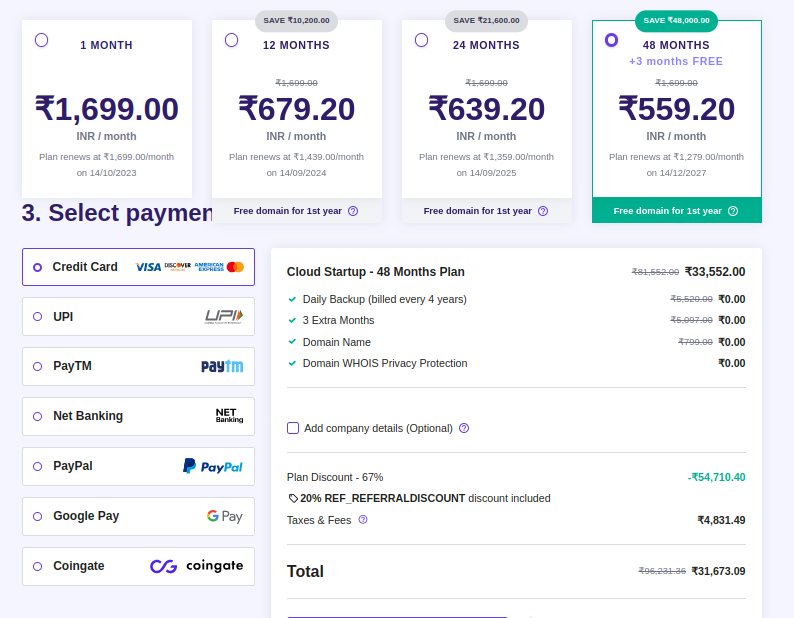 SAVE ₹10,200.00
SAVE ₹21,600.00
SAVE ₹48,000.00
1 MONTH
12 MONTHS
24 MONTHS
48 MONTHS
+3 months FREE
₹1,699.00
₹1,699.00
₹1,699.00
₹1,699.00
₹679.20
₹639.20
₹559.20
INR / month
INR / month
INR / month
INR / month
Plan renews at ₹1,699.00/month
on 14/10/2023
Plan renews at ₹1,439.00/month
on 14/09/2024
Plan renews at ₹1,359.00/month
on 14/09/2025
Plan renews at ₹1,279.00/month
on 14/12/2027
Free domain for 1st year
Free domain for 1st year
Free domain for 1st year
3. Select paymen
Credit Card VISA DISCOVER AMERICAN EXPRESS
UPI UPI
PayTM paytm
Net Banking NET Banking
PayPal PayPal
Google Pay G Pay
Coingate coingate
Cloud Startup - 48 Months Plan ₹81,552.00 ₹33,552.00
Daily Backup (billed every 4 years) ₹5,520.00 ₹0.00
3 Extra Months ₹5,097.00 ₹0.00
Domain Name ₹799.00 ₹0.00
Domain WHOIS Privacy Protection ₹0.00
Add company details (Optional)
Plan Discount - 67% -₹54,710.40
20% REF_REFERRALDISCOUNT discount included
Taxes & Fees ₹4,831.49
Total ₹96,231.36 ₹31,673.09